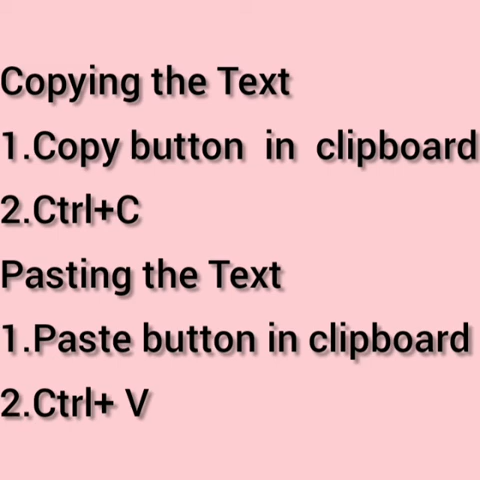 Copying the Text
1.Copy button in clipboard
2.Ctrl+C
Pasting the Text
1.Paste button in clipboard
2.Ctrl+ V